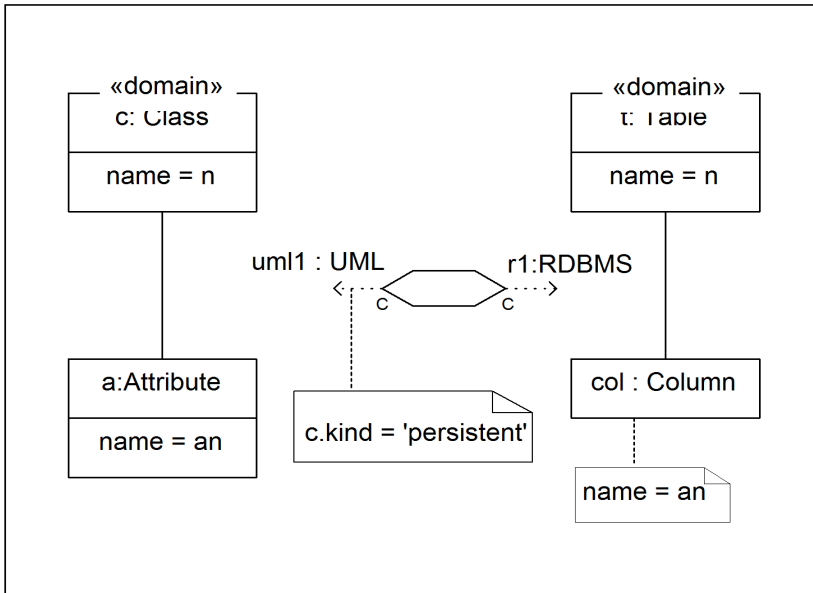 «domain»
c: Class
name = n
«domain»
t: Table
name = n
uml1 : UML
r1:RDBMS
C
C
a:Attribute
name = an
c.kind = 'persistent'
col : Column
name = an